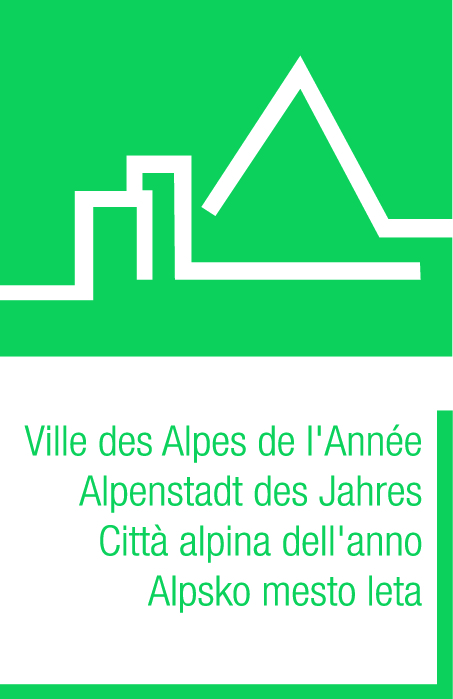 Ville des Alpes de l'Année
Alpenstadt des Jahres
Città alpina dell'anno
Alpsko mesto leta